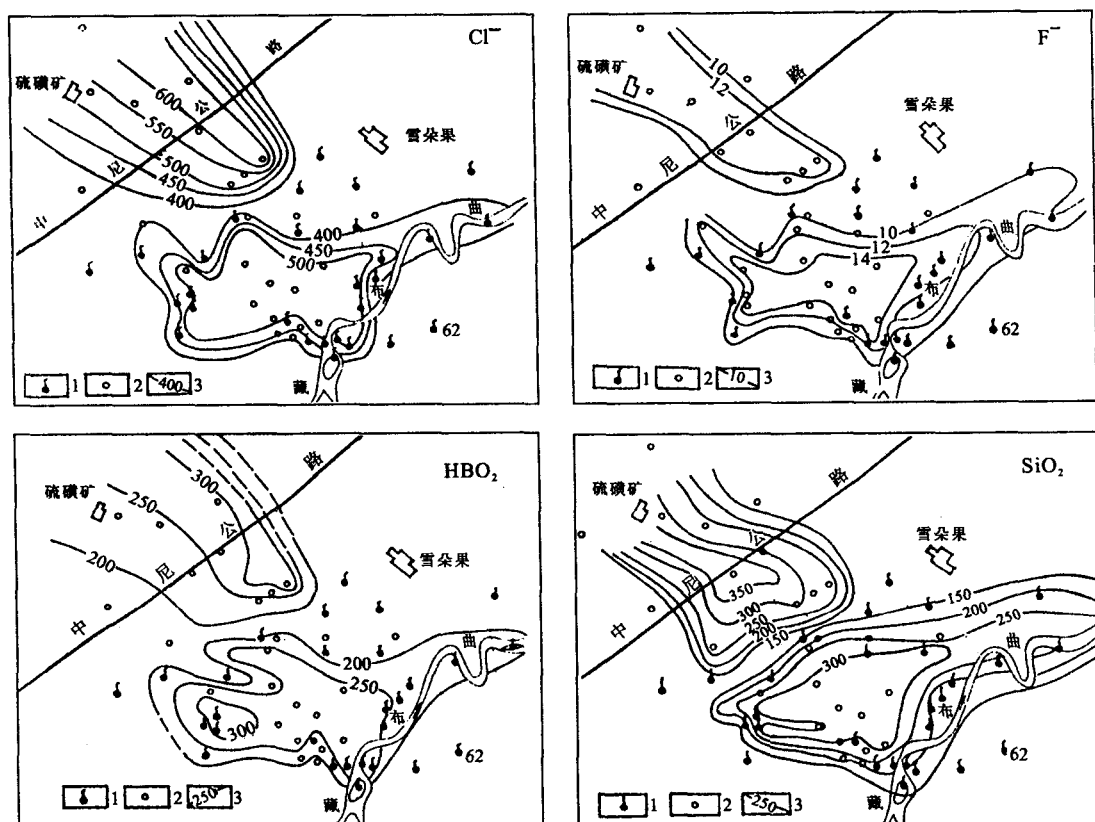 Cl⁻
硫磺矿
雪朵果
中 尼 公 路
600
550
500
450
400
400
450
500
藏 布 曲
62
1 2 400 3
F⁻
硫磺矿
雪朵果
中 尼 公 路
10
12
10
12
14
藏 布 曲
62
1 2 10 3
HBO₂
硫磺矿
雪朵果
中 尼 公 路
300
250
200
200
250
300
藏 布 曲
62
1 2 250 3
SiO₂
硫磺矿
雪朵果
中 尼 公 路
350
300
250
200
150
150
200
250
300
藏 布 曲
62
1 2 250 3